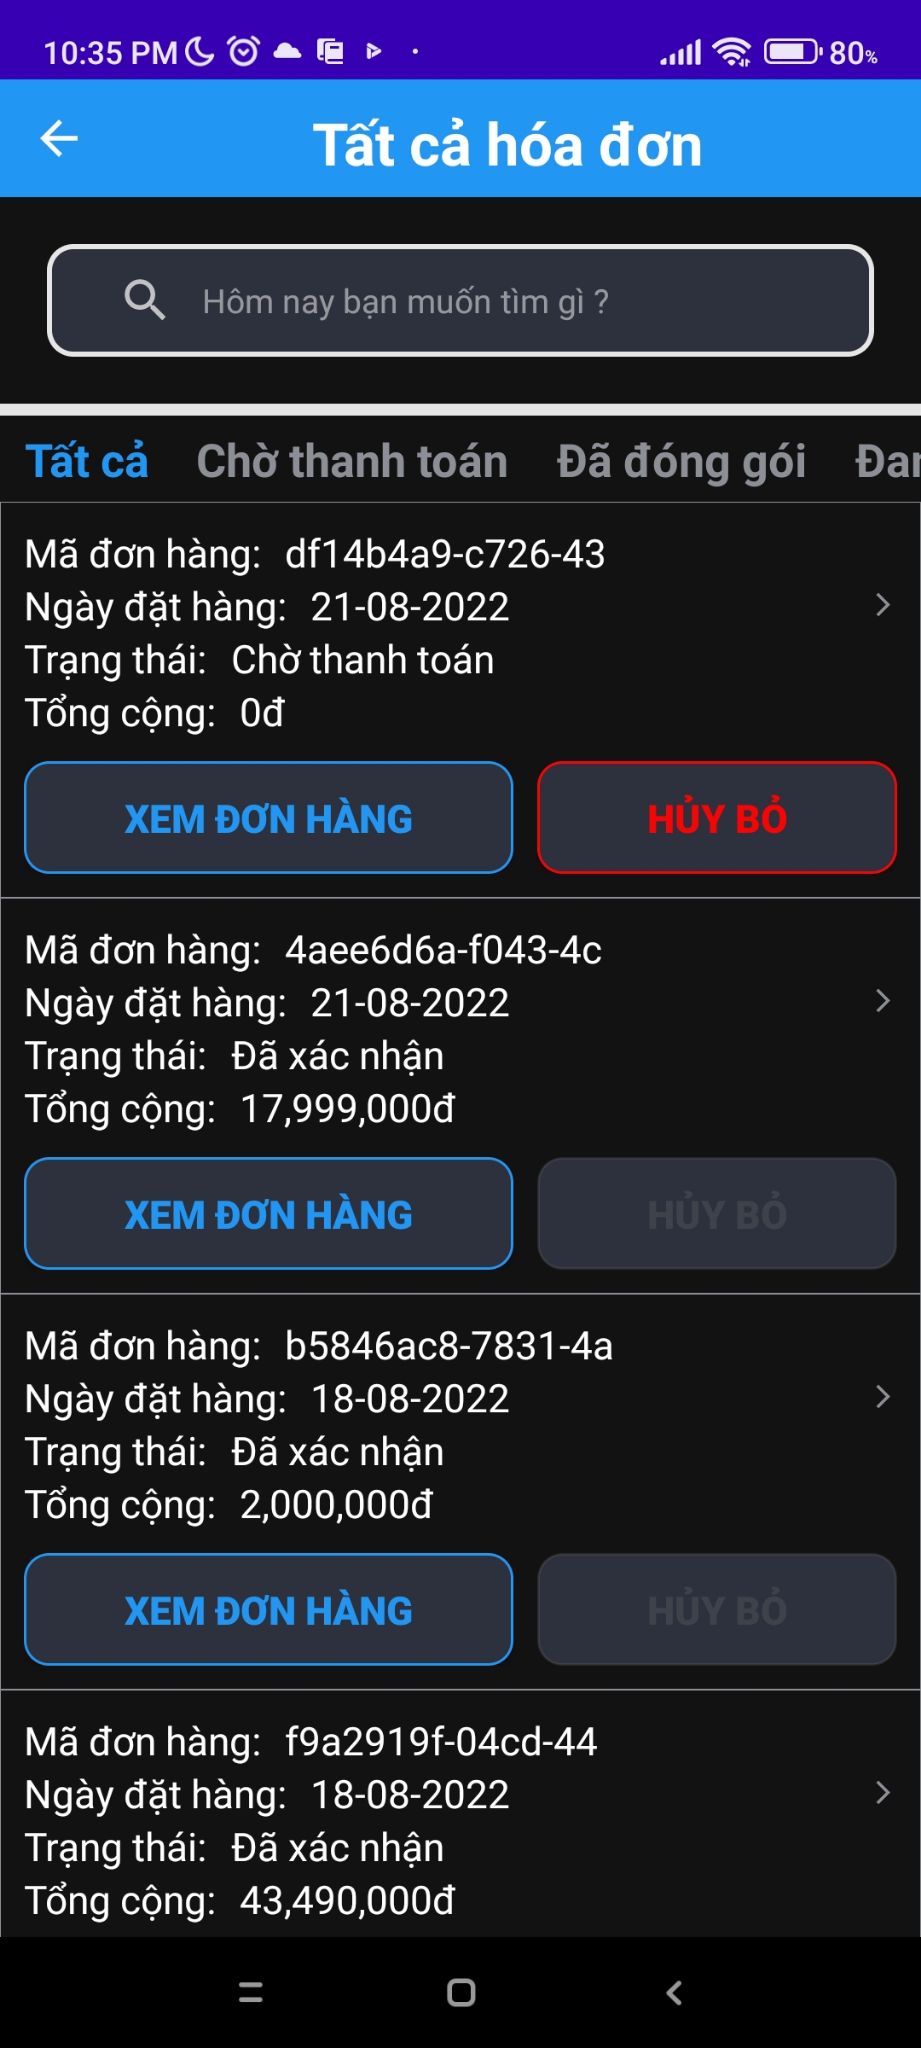 10:35 PM 80%
Tất cả hóa đơn
Hôm nay bạn muốn tìm gì ?
Tất cả Chờ thanh toán Đã đóng gói Đan
Mã đơn hàng: df14b4a9-c726-43
Ngày đặt hàng: 21-08-2022
Trạng thái: Chờ thanh toán
Tổng cộng: 0đ
XEM ĐƠN HÀNG HỦY BỎ
Mã đơn hàng: 4aee6d6a-f043-4c
Ngày đặt hàng: 21-08-2022
Trạng thái: Đã xác nhận
Tổng cộng: 17,999,000đ
XEM ĐƠN HÀNG HỦY BỎ
Mã đơn hàng: b5846ac8-7831-4a
Ngày đặt hàng: 18-08-2022
Trạng thái: Đã xác nhận
Tổng cộng: 2,000,000đ
XEM ĐƠN HÀNG HỦY BỎ
Mã đơn hàng: f9a2919f-04cd-44
Ngày đặt hàng: 18-08-2022
Trạng thái: Đã xác nhận
Tổng cộng: 43,490,000đ